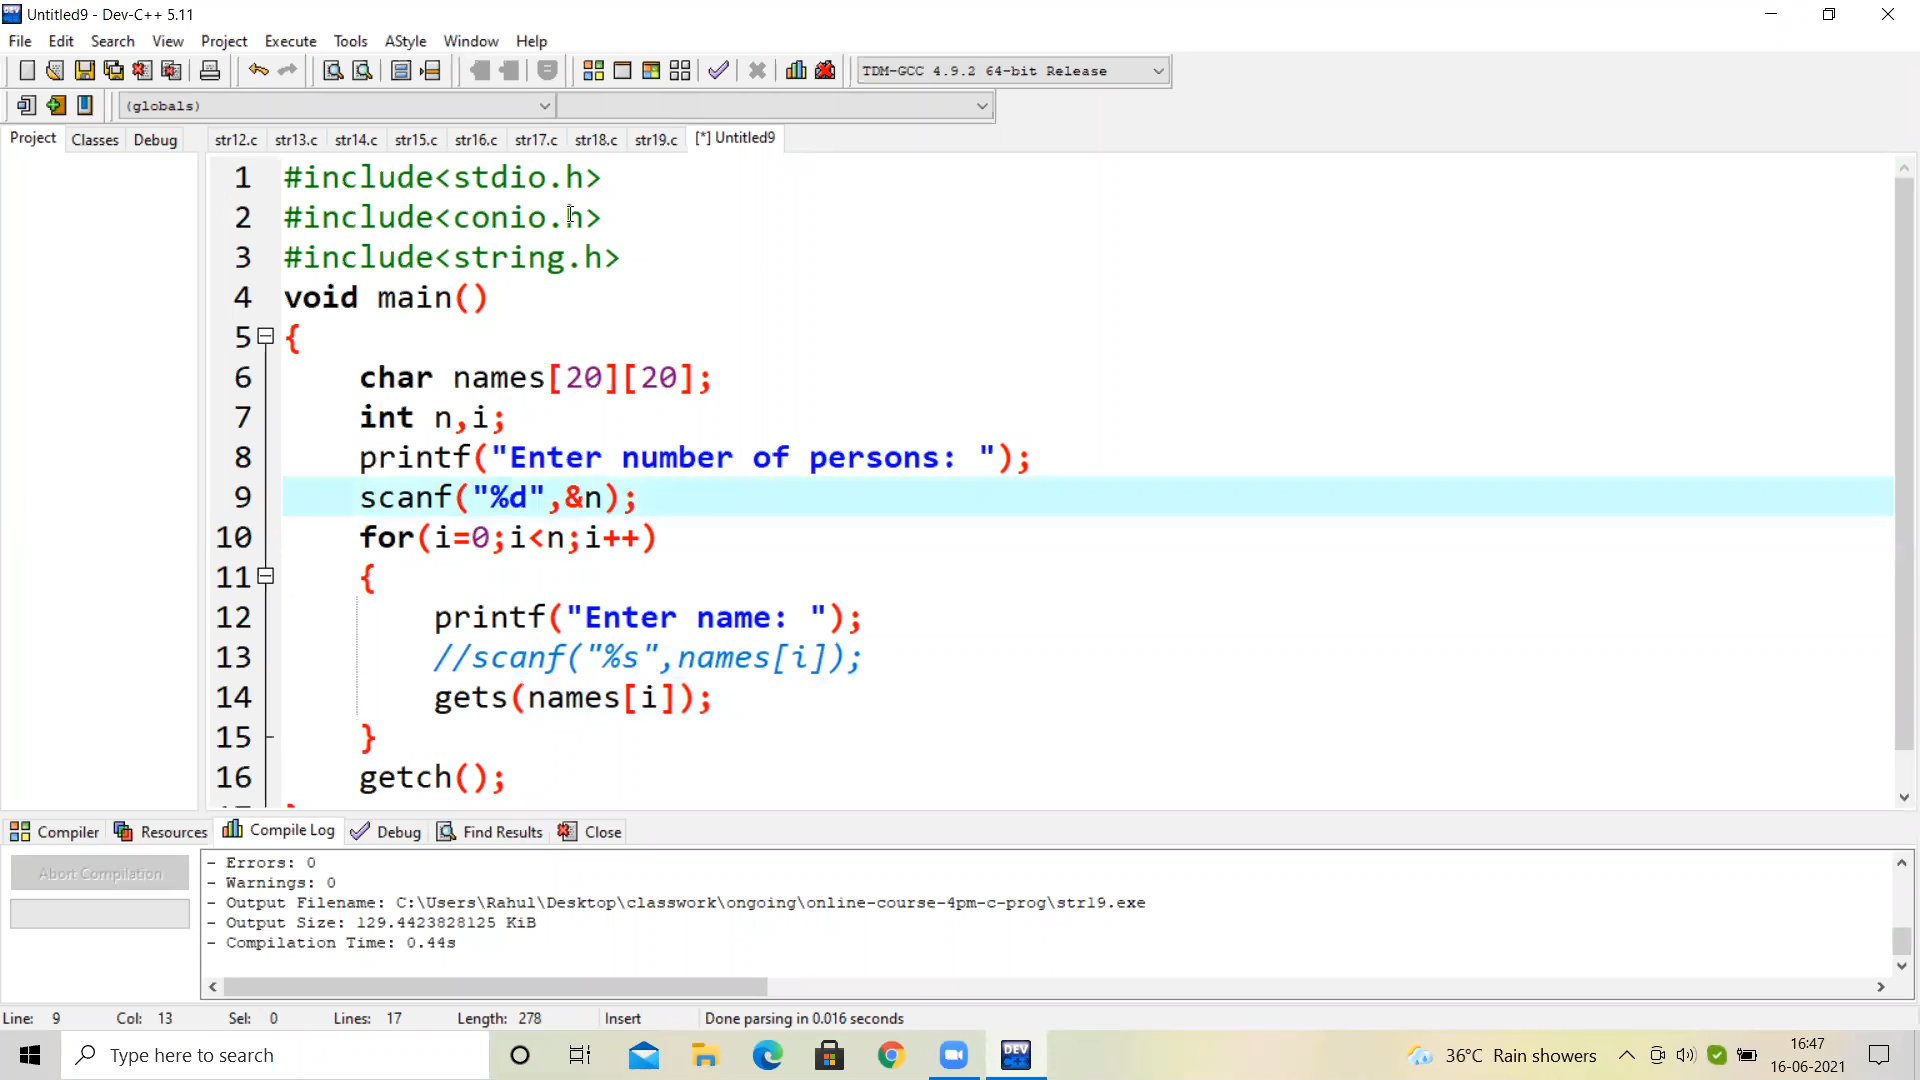 Untitled9 - Dev-C++ 5.11
File Edit Search View Project Execute Tools AStyle Window Help
TDM-GCC 4.9.2 64-bit Release
(globals)
Project Classes Debug str12.c str13.c str14.c str15.c str16.c str17.c str18.c str19.c [*] Untitled9
1 #include<stdio.h>
2 #include<conio.h>
3 #include<string.h>
4 void main()
5 {
6 char names[20][20];
7 int n,i;
8 printf("Enter number of persons: ");
9 scanf("%d",&n);
10 for(i=0;i<n;i++)
11 {
12 printf("Enter name: ");
13 //scanf("%s",names[i]);
14 gets(names[i]);
15 }
16 getch();
Compiler Resources Compile Log Debug Find Results Close
Abort Compilation
- Errors: 0
- Warnings: 0
- Output Filename: C:\Users\Rahul\Desktop\classwork\ongoing\online-course-4pm-c-prog\str19.exe
- Output Size: 129.4423828125 KiB
- Compilation Time: 0.44s
Line: 9 Col: 13 Sel: 0 Lines: 17 Length: 278 Insert Done parsing in 0.016 seconds
Type here to search
DEV
36°C Rain showers
16:47
16-06-2021